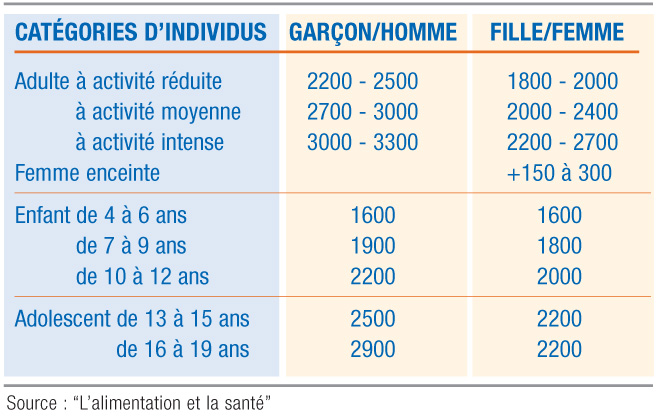 CATÉGORIES D'INDIVIDUS GARÇON/HOMME FILLE/FEMME
Adulte à activité réduite 2200 - 2500 1800 - 2000
à activité moyenne 2700 - 3000 2000 - 2400
à activité intense 3000 - 3300 2200 - 2700
Femme enceinte +150 à 300
Enfant de 4 à 6 ans 1600 1600
de 7 à 9 ans 1900 1800
de 10 à 12 ans 2200 2000
Adolescent de 13 à 15 ans 2500 2200
de 16 à 19 ans 2900 2200
Source : “L'alimentation et la santé”